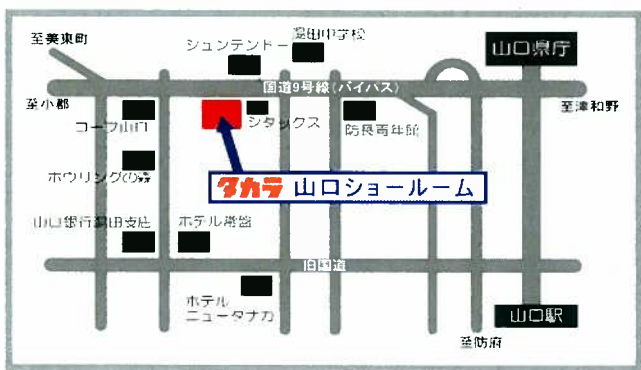 至美東町
湯田中学校
シュンテンドー
山口県庁
国道9号線(バイパス)
至小郡
至津和野
コープ山口
シダックス
防長青年館
ボウリングの森
タカラ 山口ショールーム
山口銀行湯田支店
ホテル常盤
旧国道
ホテル
ニュータナカ
山口駅
至防府